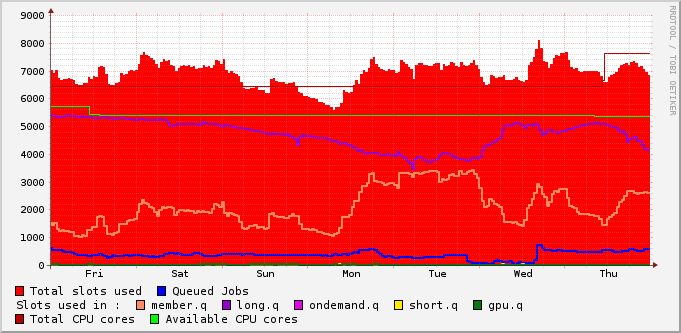 9000
8000
7000
6000
5000
4000
3000
2000
1000
0
Fri Sat Sun Mon Tue Wed Thu
Total slots used Queued Jobs
Slots used in : member.q long.q ondemand.q short.q gpu.q
Total CPU cores Available CPU cores
RRDTOOL / TOBI OETIKER